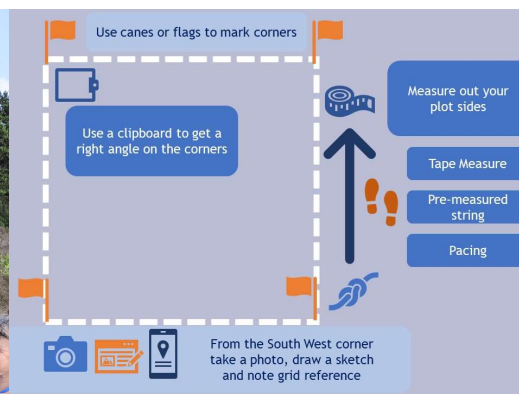 Use canes or flags to mark corners
Use a clipboard to get a
right angle on the corners
Measure out your
plot sides
Tape Measure
Pre-measured
string
Pacing
From the South West corner
take a photo, draw a sketch
and note grid reference